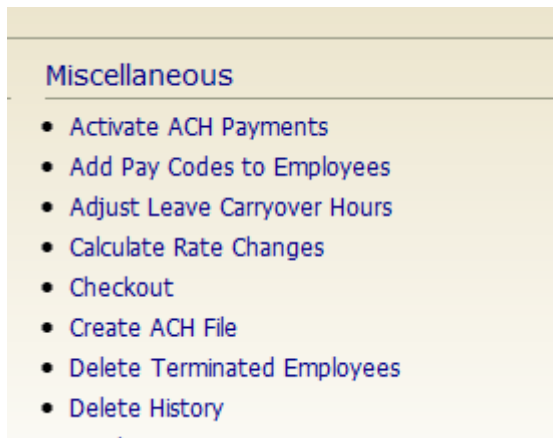 Miscellaneous
Activate ACH Payments
Add Pay Codes to Employees
Adjust Leave Carryover Hours
Calculate Rate Changes
Checkout
Create ACH File
Delete Terminated Employees
Delete History